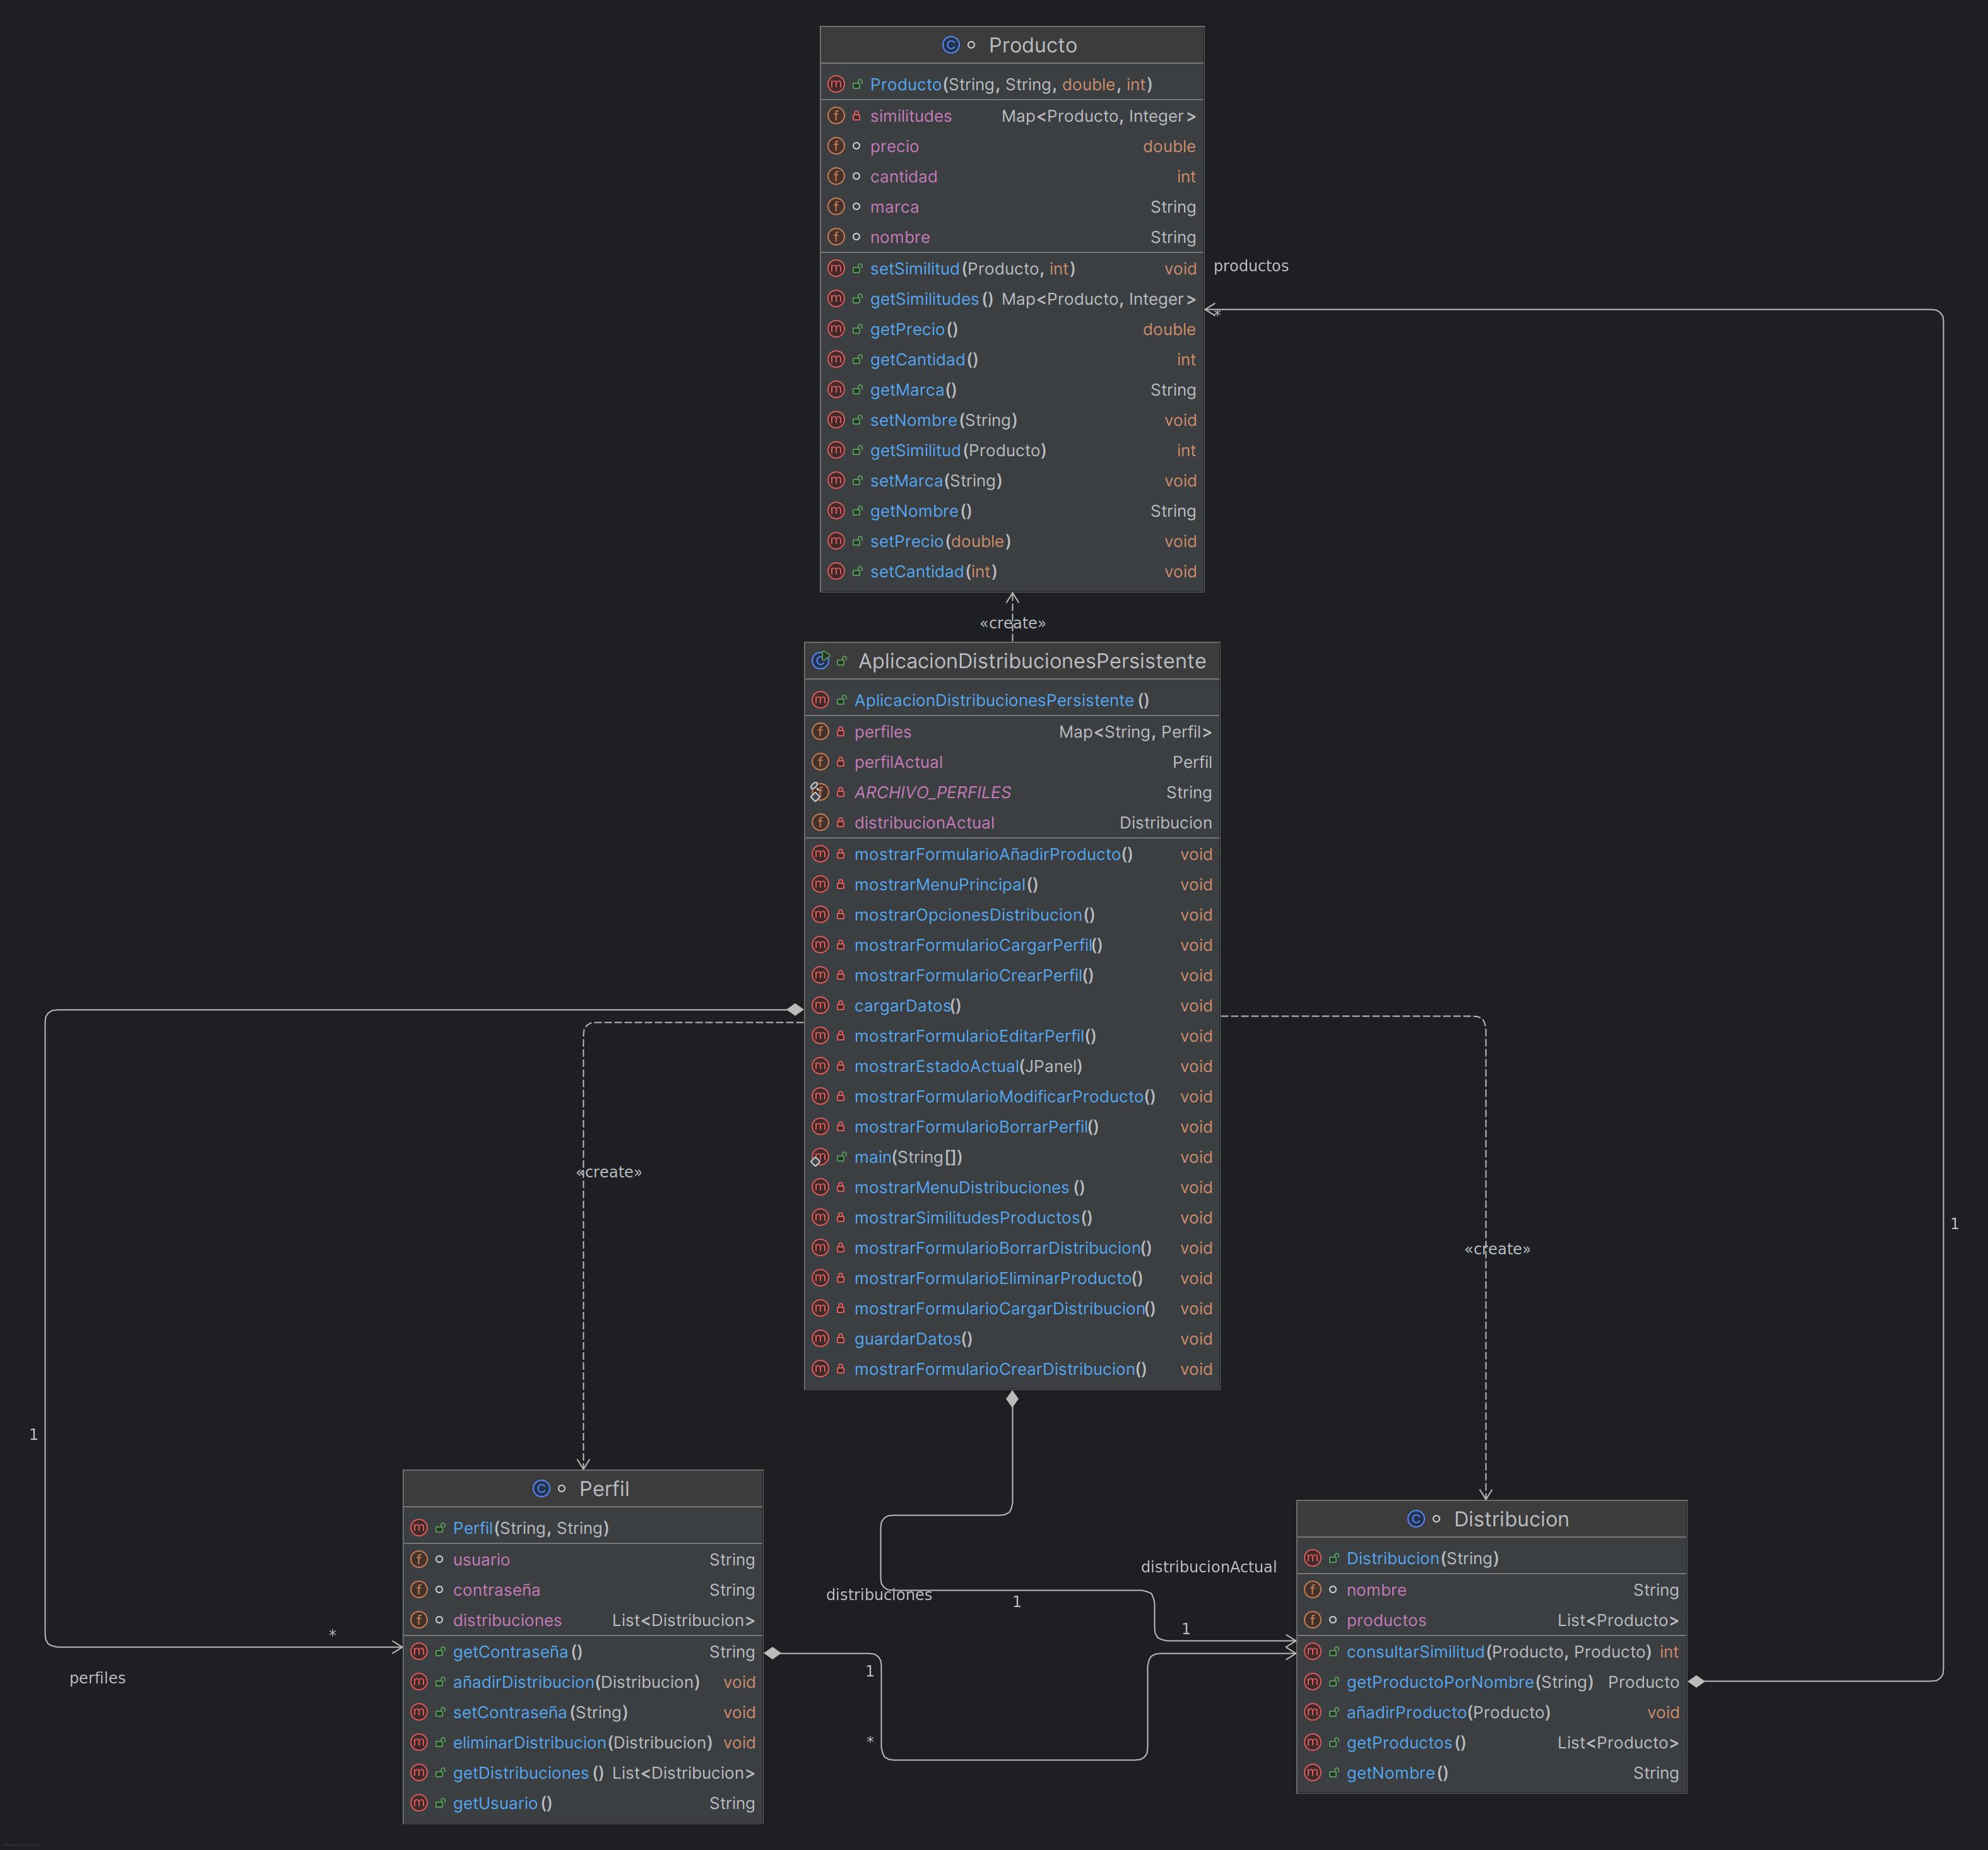 Producto
Producto(String, String, double, int)
similitudes Map<Producto, Integer>
precio double
cantidad int
marca String
nombre String
setSimilitud(Producto, int) void
getSimilitudes() Map<Producto, Integer>
getPrecio() double
getCantidad() int
getMarca() String
setNombre(String) void
getSimilitud(Producto) int
setMarca(String) void
getNombre() String
setPrecio(double) void
setCantidad(int) void
productos
*
«create»
AplicacionDistribucionesPersistente
AplicacionDistribucionesPersistente()
perfiles Map<String, Perfil>
perfilActual Perfil
ARCHIVO_PERFILES String
distribucionActual Distribucion
mostrarFormularioAñadirProducto() void
mostrarMenuPrincipal() void
mostrarOpcionesDistribucion() void
mostrarFormularioCargarPerfil() void
mostrarFormularioCrearPerfil() void
cargarDatos() void
mostrarFormularioEditarPerfil() void
mostrarEstadoActual(JPanel) void
mostrarFormularioModificarProducto() void
mostrarFormularioBorrarPerfil() void
main(String[]) void
mostrarMenuDistribuciones() void
mostrarSimilitudesProductos() void
mostrarFormularioBorrarDistribucion() void
mostrarFormularioEliminarProducto() void
mostrarFormularioCargarDistribucion() void
guardarDatos() void
mostrarFormularioCrearDistribucion() void
«create»
«create»
1
1
Perfil
Perfil(String, String)
usuario String
contraseña String
distribuciones List<Distribucion>
getContraseña() String
añadirDistribucion(Distribucion) void
setContraseña(String) void
eliminarDistribucion(Distribucion) void
getDistribuciones() List<Distribucion>
getUsuario() String
*
perfiles
distribuciones
1
distribucionActual
1
1
*
Distribucion
Distribucion(String)
nombre String
productos List<Producto>
consultarSimilitud(Producto, Producto) int
getProductoPorNombre(String) Producto
añadirProducto(Producto) void
getProductos() List<Producto>
getNombre() String